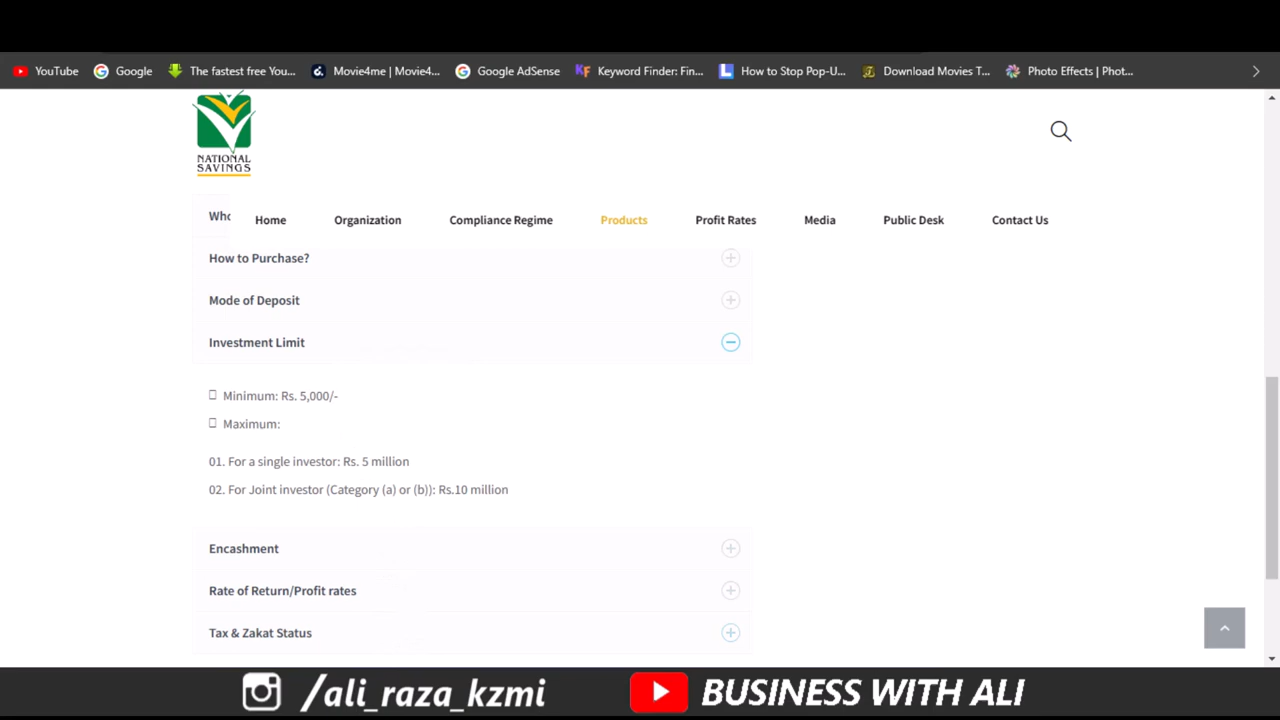 YouTube
Google
The fastest free You...
Movie4me | Movie4...
Google AdSense
Keyword Finder: Fin...
How to Stop Pop-U...
Download Movies T...
Photo Effects | Phot...
NATIONAL
SAVINGS
Home
Organization
Compliance Regime
Products
Profit Rates
Media
Public Desk
Contact Us
How to Purchase?
Mode of Deposit
Investment Limit
Minimum: Rs. 5,000/-
Maximum:
01. For a single investor: Rs. 5 million
02. For Joint investor (Category (a) or (b)): Rs.10 million
Encashment
Rate of Return/Profit rates
Tax & Zakat Status
/ali_raza_kzmi
BUSINESS WITH ALI